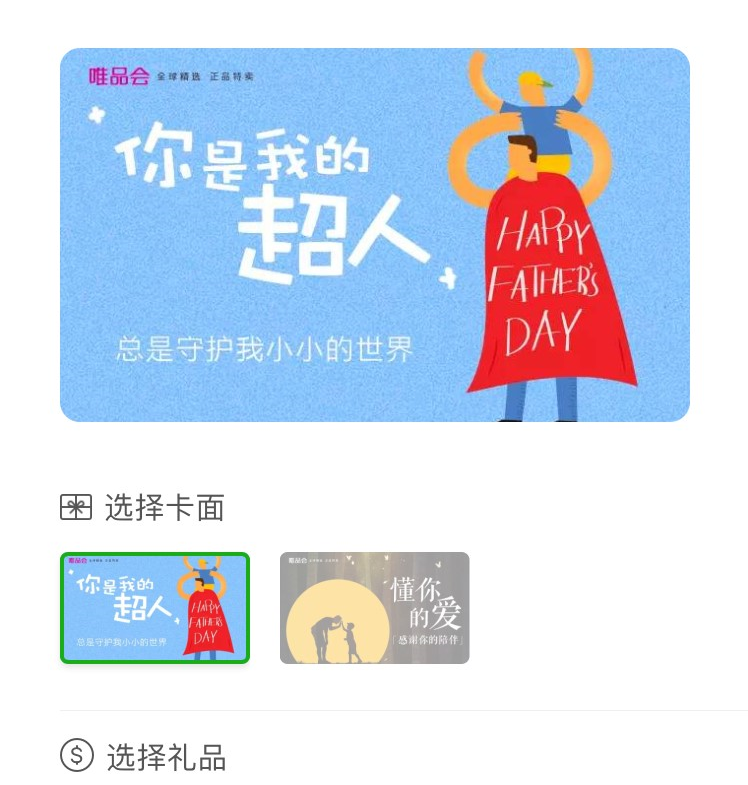 唯品会 全球精选 正品特卖
你是我的
超人
HAPPY
FATHER'S
DAY
总是守护我小小的世界
选择卡面
唯品会
你是我的
超人
HAPPY
FATHER'S
DAY
总是守护我小小的世界
唯品会
懂你
的爱
「感谢你的陪伴」
$ 选择礼品